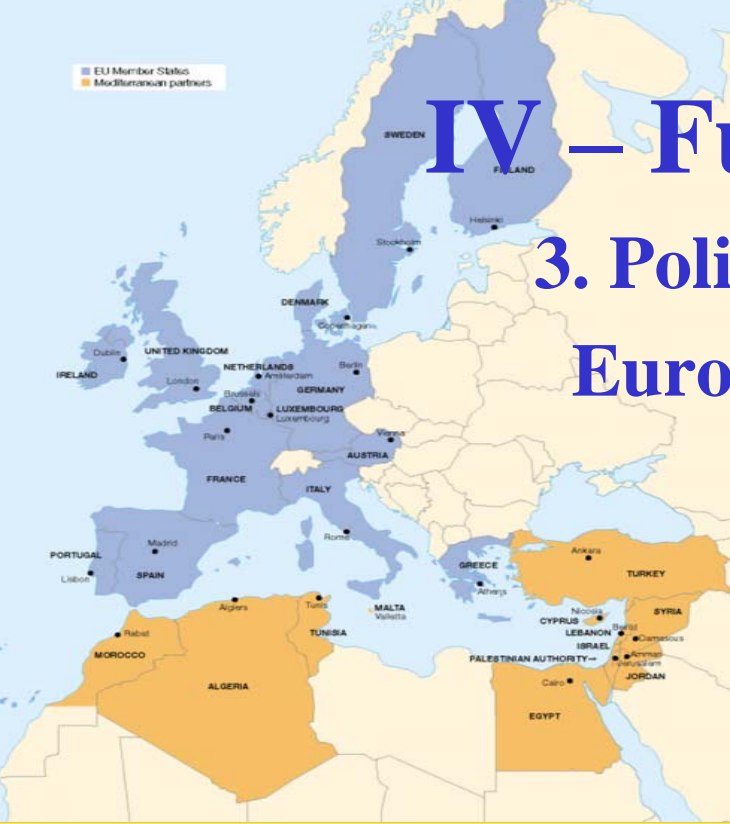 EU Member States
Mediterranean partners
IV – Fu
SWEDEN
FINLAND
Helsinki
Stockholm
3. Poli
DENMARK
Copenhagen
Dublin
UNITED KINGDOM
Euro
NETHERLANDS
Berlin
IRELAND
Amsterdam
London
GERMANY
Brussels
BELGIUM
LUXEMBOURG
Luxembourg
Paris
Vienna
AUSTRIA
FRANCE
ITALY
Rome
Madrid
Ankara
PORTUGAL
GREECE
TURKEY
SPAIN
Lisbon
Athens
Algiers
Tunis
MALTA
Valletta
Nicosia
SYRIA
CYPRUS
Beirut
Rabat
TUNISIA
LEBANON
Damascus
ISRAEL
MOROCCO
PALESTINIAN AUTHORITY
Amman
Jerusalem
JORDAN
ALGERIA
Cairo
EGYPT